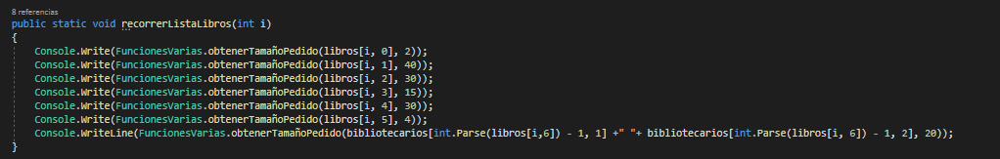 8 referencias
public static void recorrerListaLibros(int i)
{
Console.Write(FuncionesVarias.obtenerTamañoPedido(libros[i, 0], 2));
Console.Write(FuncionesVarias.obtenerTamañoPedido(libros[i, 1], 40));
Console.Write(FuncionesVarias.obtenerTamañoPedido(libros[i, 2], 30));
Console.Write(FuncionesVarias.obtenerTamañoPedido(libros[i, 3], 15));
Console.Write(FuncionesVarias.obtenerTamañoPedido(libros[i, 4], 30));
Console.Write(FuncionesVarias.obtenerTamañoPedido(libros[i, 5], 4));
Console.WriteLine(FuncionesVarias.obtenerTamañoPedido(bibliotecarios[int.Parse(libros[i,6]) - 1, 1] +" "+ bibliotecarios[int.Parse(libros[i, 6]) - 1, 2], 20));
}